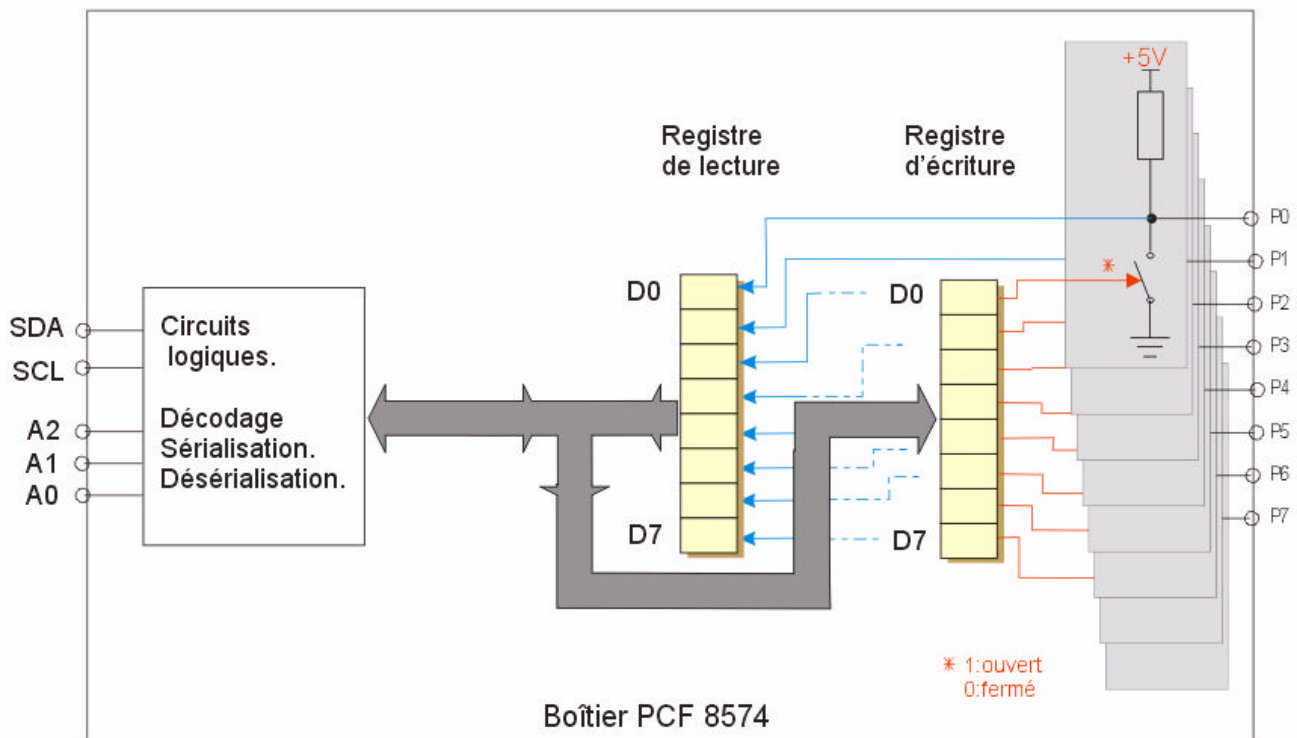 +5V
Registre
de lecture
Registre
d'écriture
P0
P1
P2
P3
P4
P5
P6
P7
*
D0
D7
D0
D7
SDA
SCL
A2
A1
A0
Circuits
logiques.
Décodage
Sérialisation.
Désérialisation.
* 1:ouvert
0:fermé
Boîtier PCF 8574